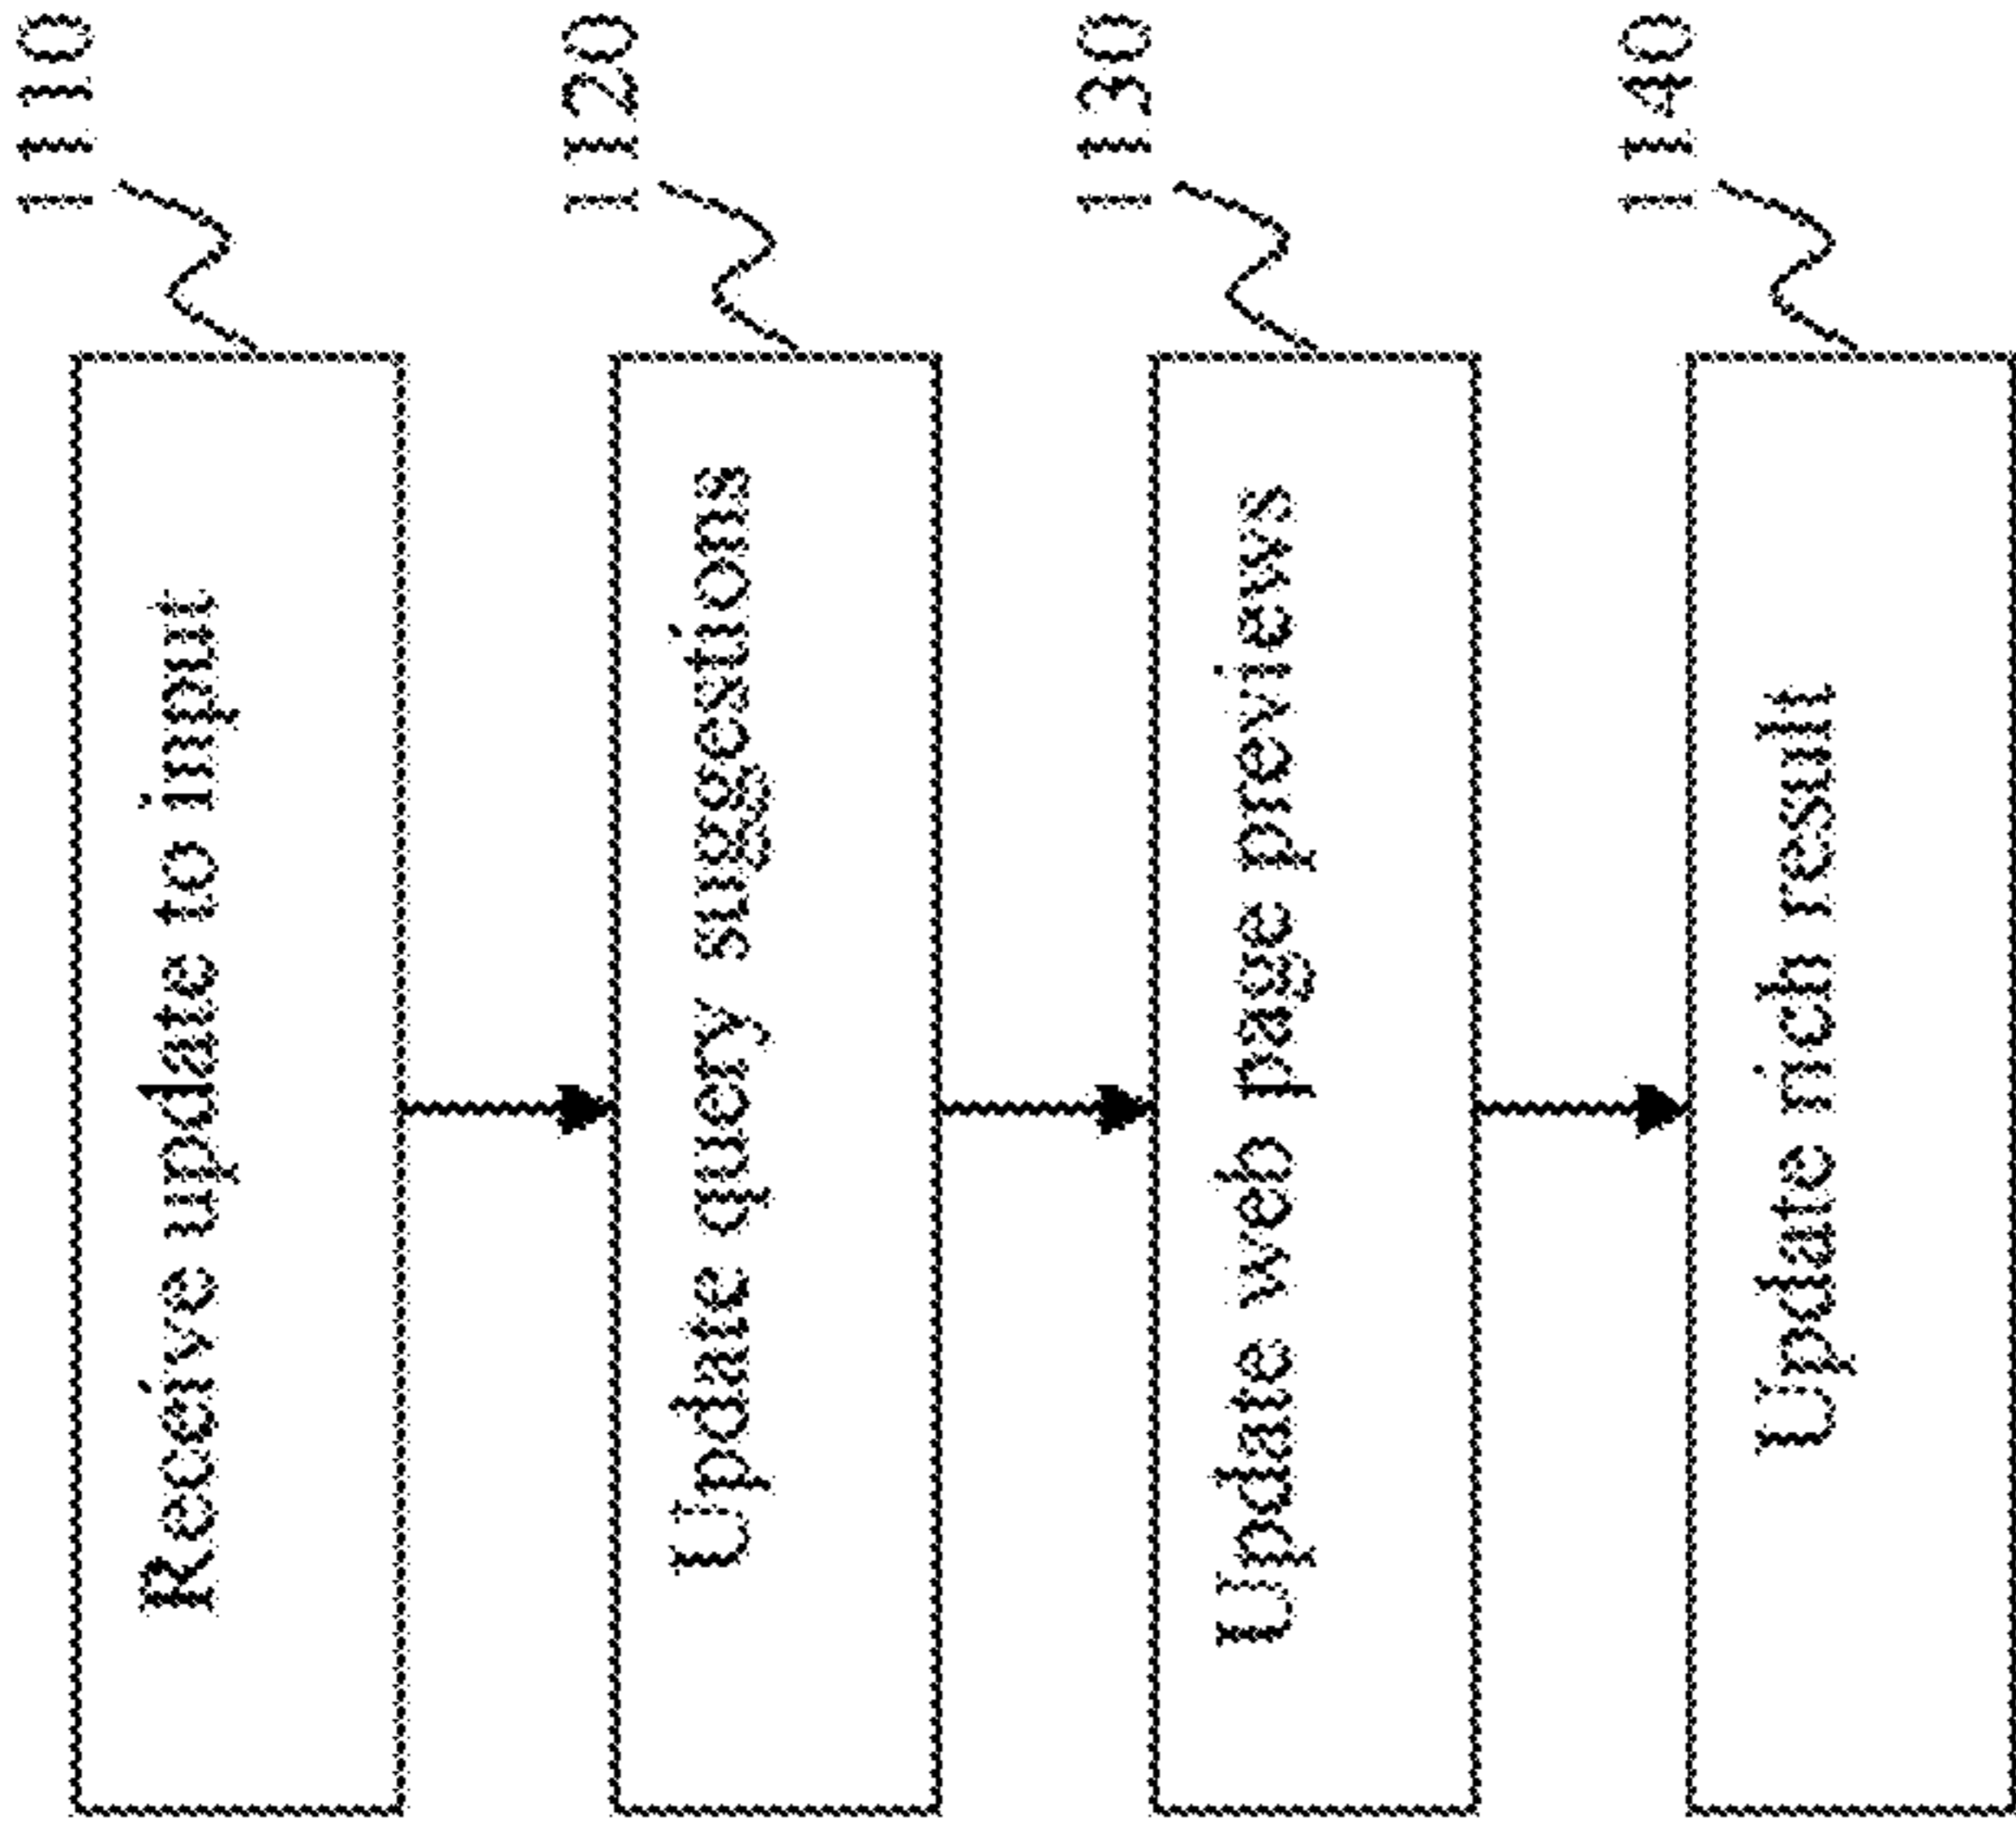 1110
Receive update to input
1120
Update query suggestions
1130
Update web page previews
1140
Update rich result